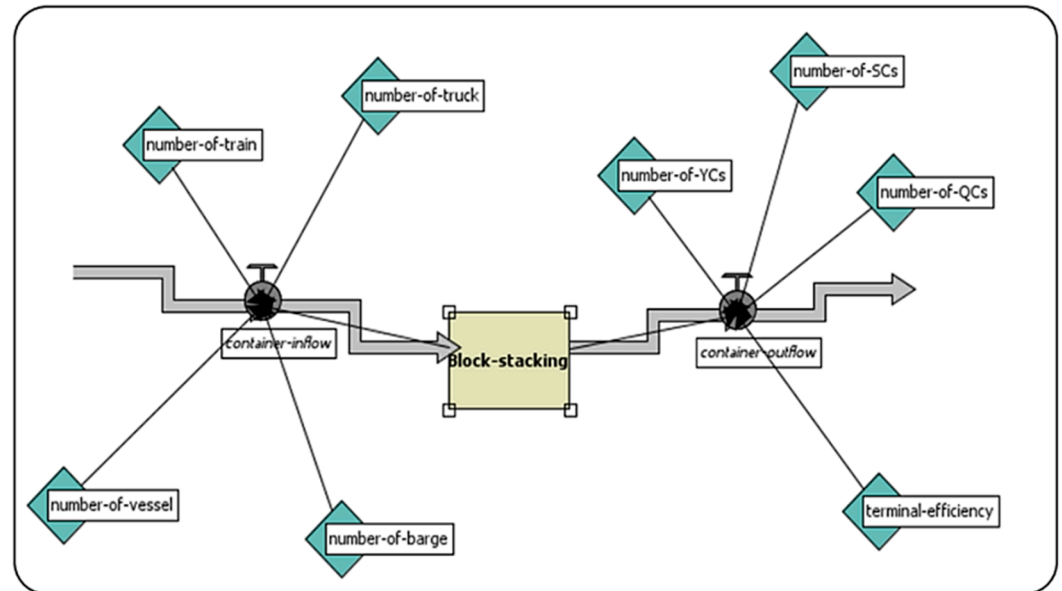 number-of-SCs
number-of-truck
number-of-train
number-of-YCs
number-of-QCs
container-inflow
container-outflow
Block-stacking
number-of-vessel
terminal-efficiency
number-of-barge